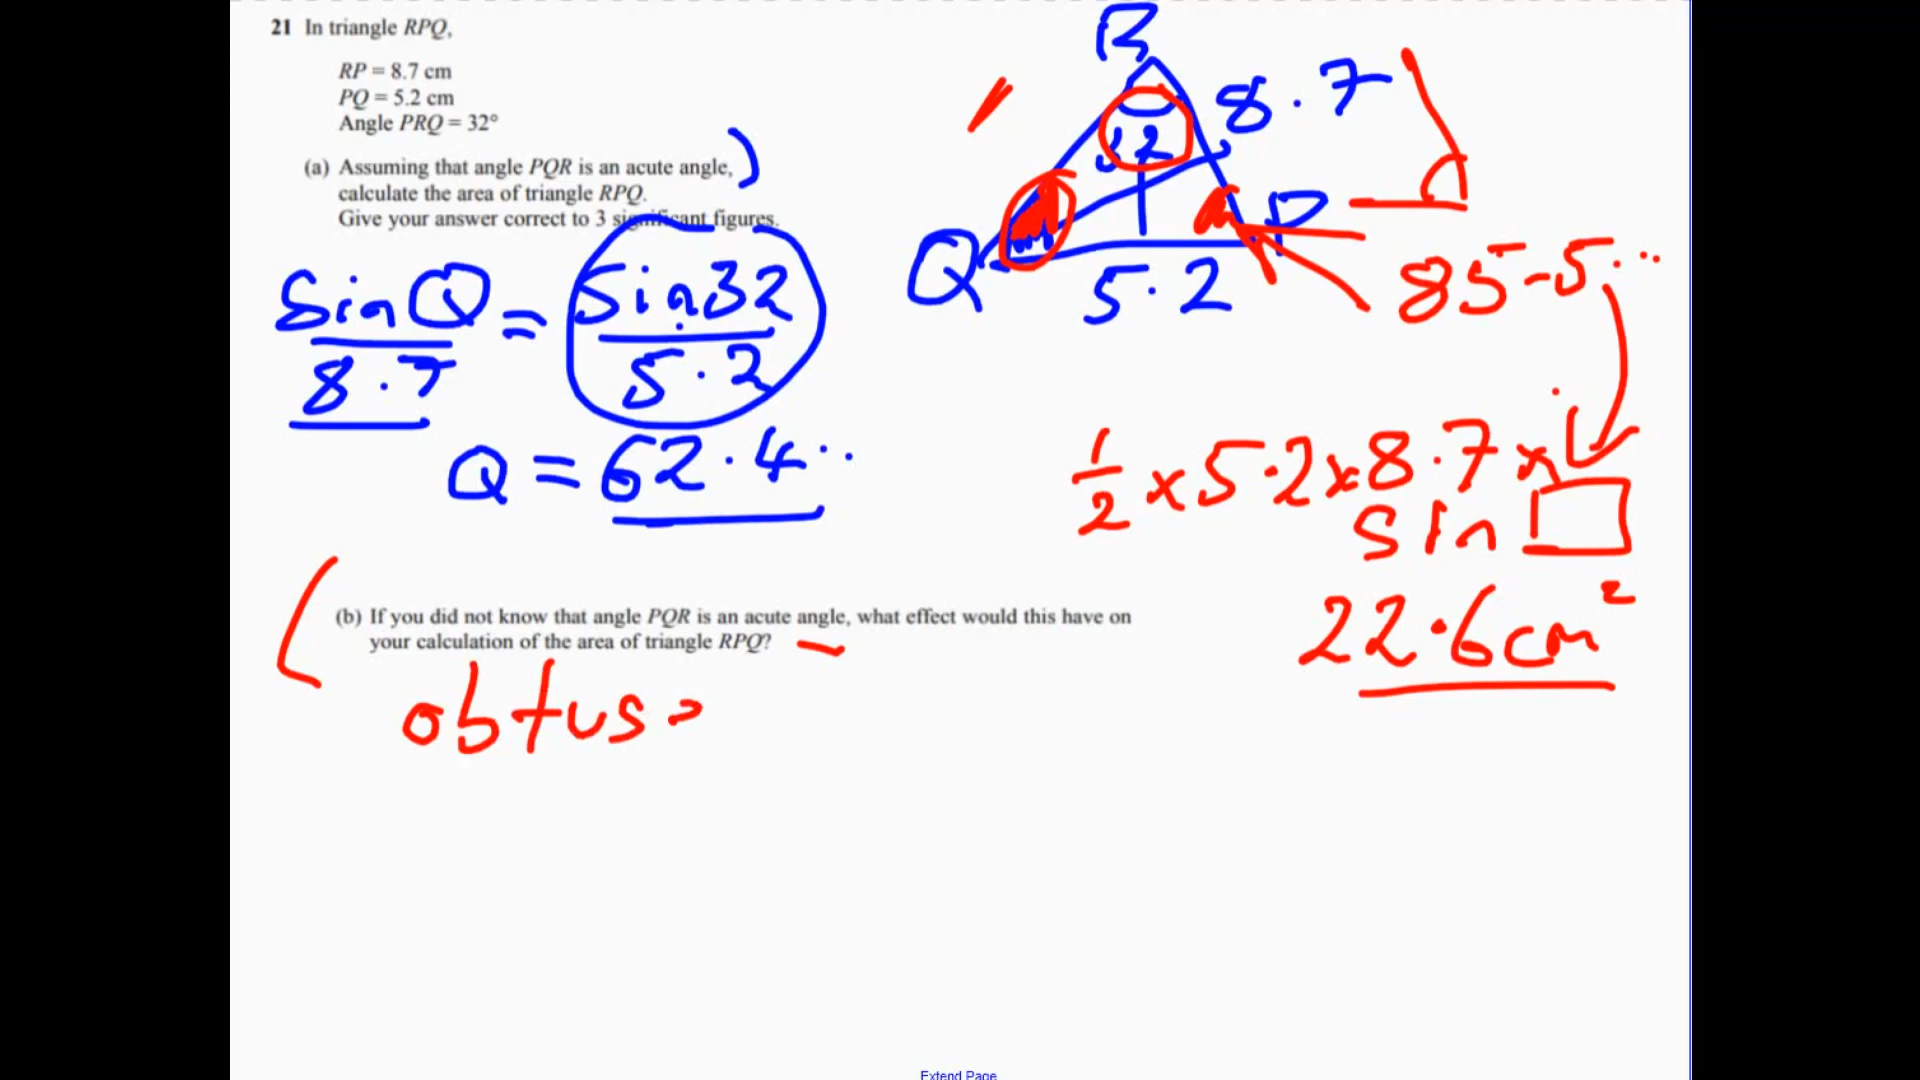 21 In triangle RPQ,
RP = 8.7 cm
PQ = 5.2 cm
Angle PRQ = 32°
(a) Assuming that angle PQR is an acute angle,
calculate the area of triangle RPQ.
Give your answer correct to 3 significant figures.
R
8.7
32
Q
P
5.2
85-5...
Sin Q / 8.7 = Sin 32 / 5.2
Q = 62.4..
1/2 x 5.2 x 8.7 x
Sin
22.6cm²
(b) If you did not know that angle PQR is an acute angle, what effect would this have on
your calculation of the area of triangle RPQ?
obtuse
Extend Page